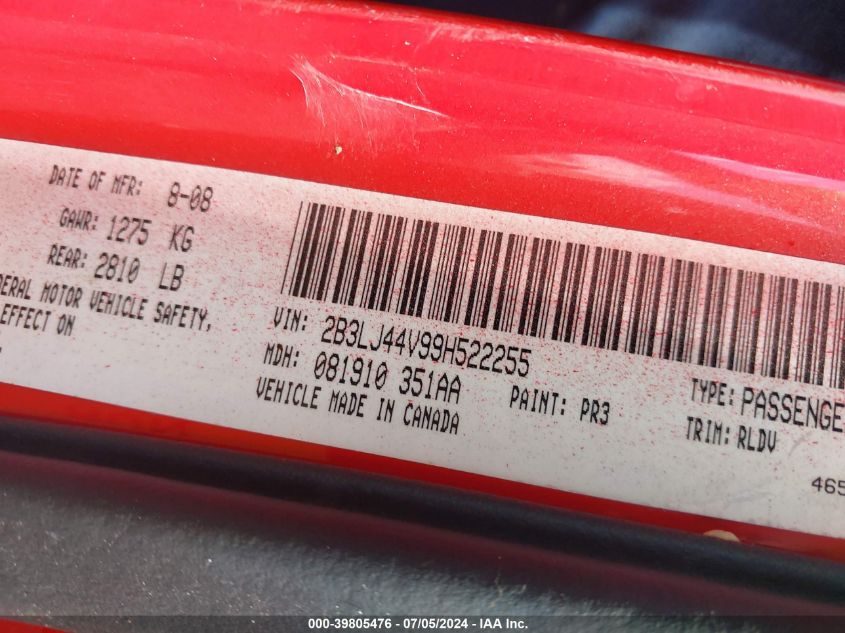 DATE OF MFR: 8-08
GAWR: 1275 KG
REAR: 2810 LB
MOTOR VEHICLE SAFETY,
EFFECT ON
VIN: 2B3LJ44V99H522255
MDH: 081910 351AA
PAINT: PR3
TYPE: PASSENGE
VEHICLE MADE IN CANADA
TRIM: RLDV
465
000-39805476 - 07/05/2024 - IAA Inc.